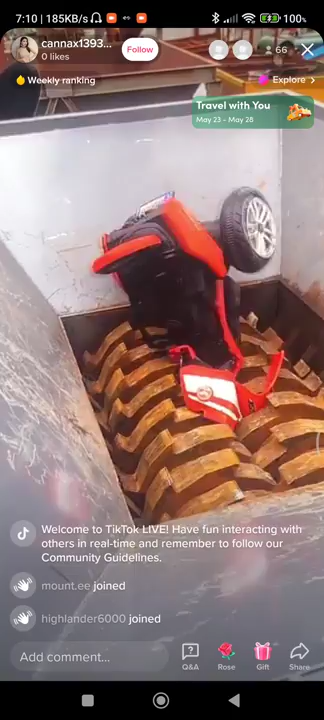 7:10 | 185KB/s
100%
cannax1393...
0 likes
Follow
66
Weekly ranking
Explore >
Travel with You
May 23 - May 28
Welcome to TikTok LIVE! Have fun interacting with
others in real-time and remember to follow our
Community Guidelines.
mount.ee joined
highlander6000 joined
Add comment...
Q&A
Rose
Gift
Share